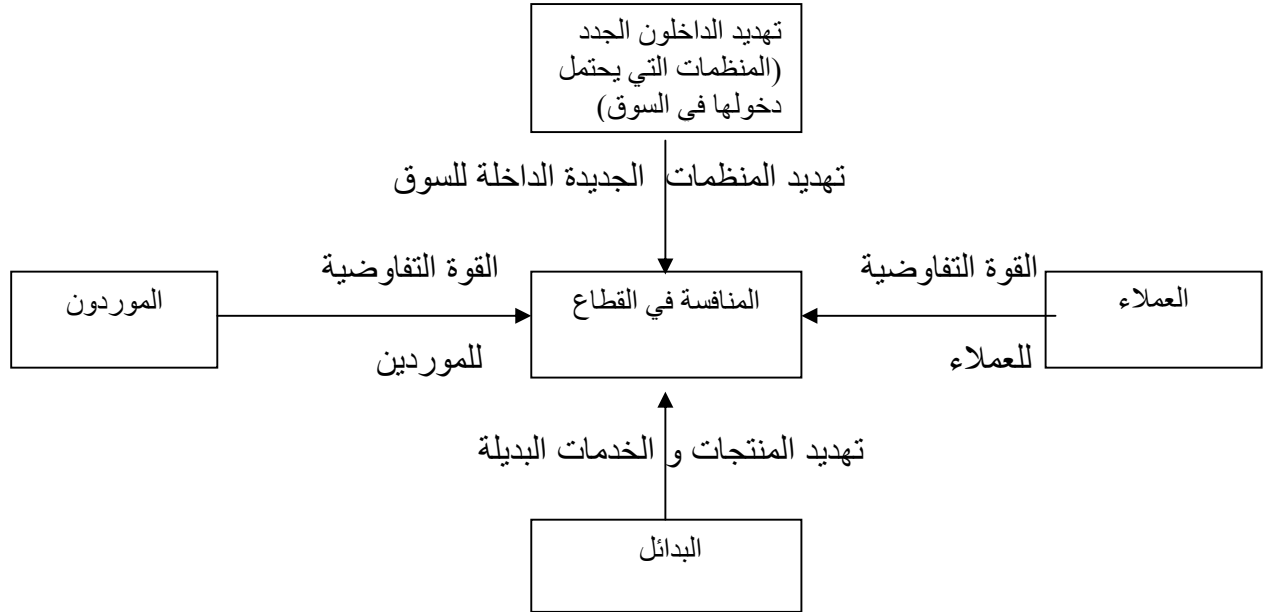 تهديد الداخلون الجدد
(المنظمات التي يحتمل
دخولها فى السوق)
تهديد المنظمات الجديدة الداخلة للسوق
العملاء
القوة التفاوضية
للعملاء
المنافسة في القطاع
القوة التفاوضية
للموردين
الموردون
تهديد المنتجات و الخدمات البديلة
البدائل